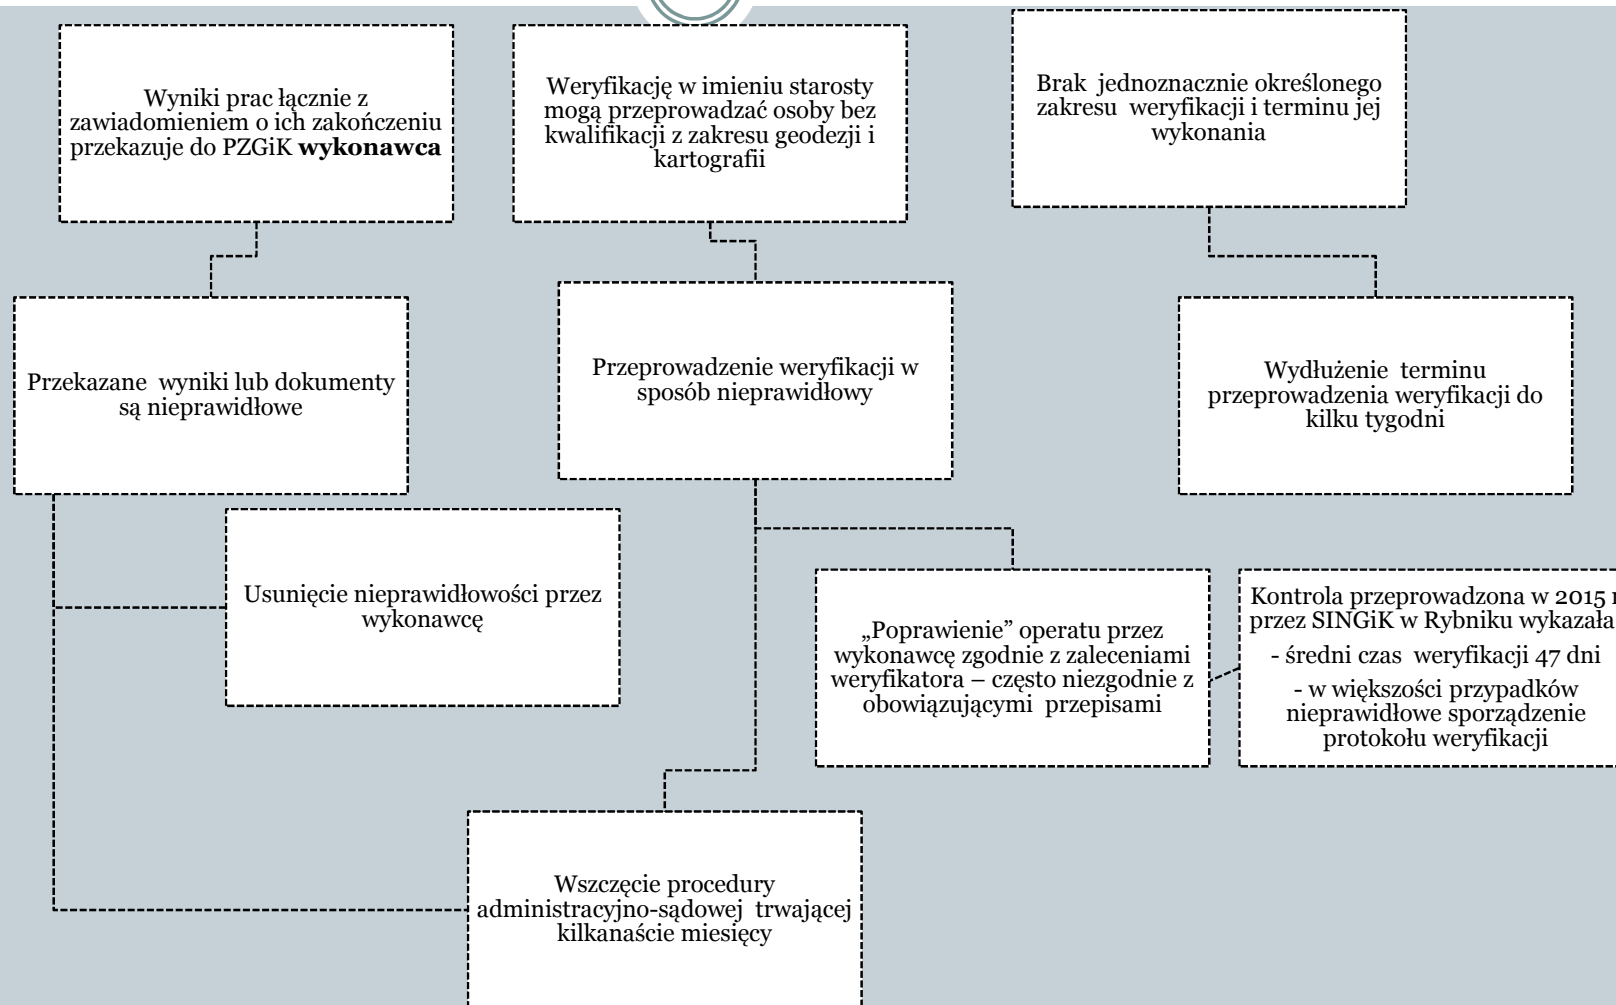 Wyniki prac łącznie z
zawiadomieniem o ich zakończeniu
przekazuje do PZGiK wykonawca
Weryfikację w imieniu starosty
mogą przeprowadzać osoby bez
kwalifikacji z zakresu geodezji i
kartografii
Brak jednoznacznie określonego
zakresu weryfikacji i terminu jej
wykonania
Przekazane wyniki lub dokumenty
są nieprawidłowe
Przeprowadzenie weryfikacji w
sposób nieprawidłowy
Wydłużenie terminu
przeprowadzenia weryfikacji do
kilku tygodni
Usunięcie nieprawidłowości przez
wykonawcę
„Poprawienie” operatu przez
wykonawcę zgodnie z zaleceniami
weryfikatora – często niezgodnie z
obowiązującymi przepisami
Kontrola przeprowadzona w 2015 r
przez SINGiK w Rybniku wykazała
- średni czas weryfikacji 47 dni
- w większości przypadków
nieprawidłowe sporządzenie
protokołu weryfikacji
Wszczęcie procedury
administracyjno-sądowej trwającej
kilkanaście miesięcy